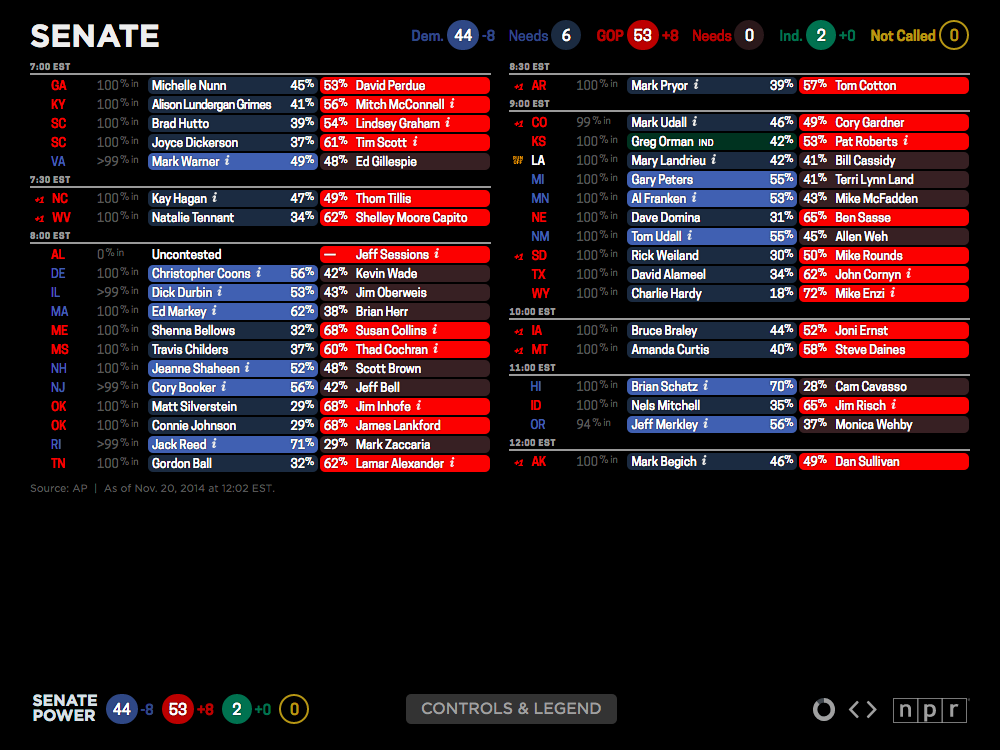 SENATE
Dem. 44 -8 Needs 6 GOP 53 +8 Needs 0 Ind. 2 +0 Not Called 0
7:00 EST
GA 100% in Michelle Nunn 45% 53% David Perdue
KY 100% in Alison Lundergan Grimes 41% 56% Mitch McConnell i
SC 100% in Brad Hutto 39% 54% Lindsey Graham i
SC 100% in Joyce Dickerson 37% 61% Tim Scott i
VA >99% in Mark Warner i 49% 48% Ed Gillespie
7:30 EST
+1 NC 100% in Kay Hagan i 47% 49% Thom Tillis
+1 WV 100% in Natalie Tennant 34% 62% Shelley Moore Capito
8:00 EST
AL 0% in Uncontested — Jeff Sessions i
DE 100% in Christopher Coons i 56% 42% Kevin Wade
IL >99% in Dick Durbin i 53% 43% Jim Oberweis
MA 100% in Ed Markey i 62% 38% Brian Herr
ME 100% in Shenna Bellows 32% 68% Susan Collins i
MS 100% in Travis Childers 37% 60% Thad Cochran i
NH 100% in Jeanne Shaheen i 52% 48% Scott Brown
NJ >99% in Cory Booker i 56% 42% Jeff Bell
OK 100% in Matt Silverstein 29% 68% Jim Inhofe i
OK 100% in Connie Johnson 29% 68% James Lankford
RI >99% in Jack Reed i 71% 29% Mark Zaccaria
TN 100% in Gordon Ball 32% 62% Lamar Alexander i
Source: AP | As of Nov. 20, 2014 at 12:02 EST.
8:30 EST
+1 AR 100% in Mark Pryor i 39% 57% Tom Cotton
9:00 EST
+1 CO 99% in Mark Udall i 46% 49% Cory Gardner
KS 100% in Greg Orman IND 42% 53% Pat Roberts i
LA 100% in Mary Landrieu i 42% 41% Bill Cassidy
MI 100% in Gary Peters 55% 41% Terri Lynn Land
MN 100% in Al Franken i 53% 43% Mike McFadden
NE 100% in Dave Domina 31% 65% Ben Sasse
NM 100% in Tom Udall i 55% 45% Allen Weh
+1 SD 100% in Rick Weiland 30% 50% Mike Rounds
TX 100% in David Alameel 34% 62% John Cornyn i
WY 100% in Charlie Hardy 18% 72% Mike Enzi i
10:00 EST
+1 IA 100% in Bruce Braley 44% 52% Joni Ernst
+1 MT 100% in Amanda Curtis 40% 58% Steve Daines
11:00 EST
HI 100% in Brian Schatz i 70% 28% Cam Cavasso
ID 100% in Nels Mitchell 35% 65% Jim Risch i
OR 94% in Jeff Merkley i 56% 37% Monica Wehby
12:00 EST
+1 AK 100% in Mark Begich i 46% 49% Dan Sullivan
SENATE
POWER 44 -8 53 +8 2 +0 0
CONTROLS & LEGEND
npr